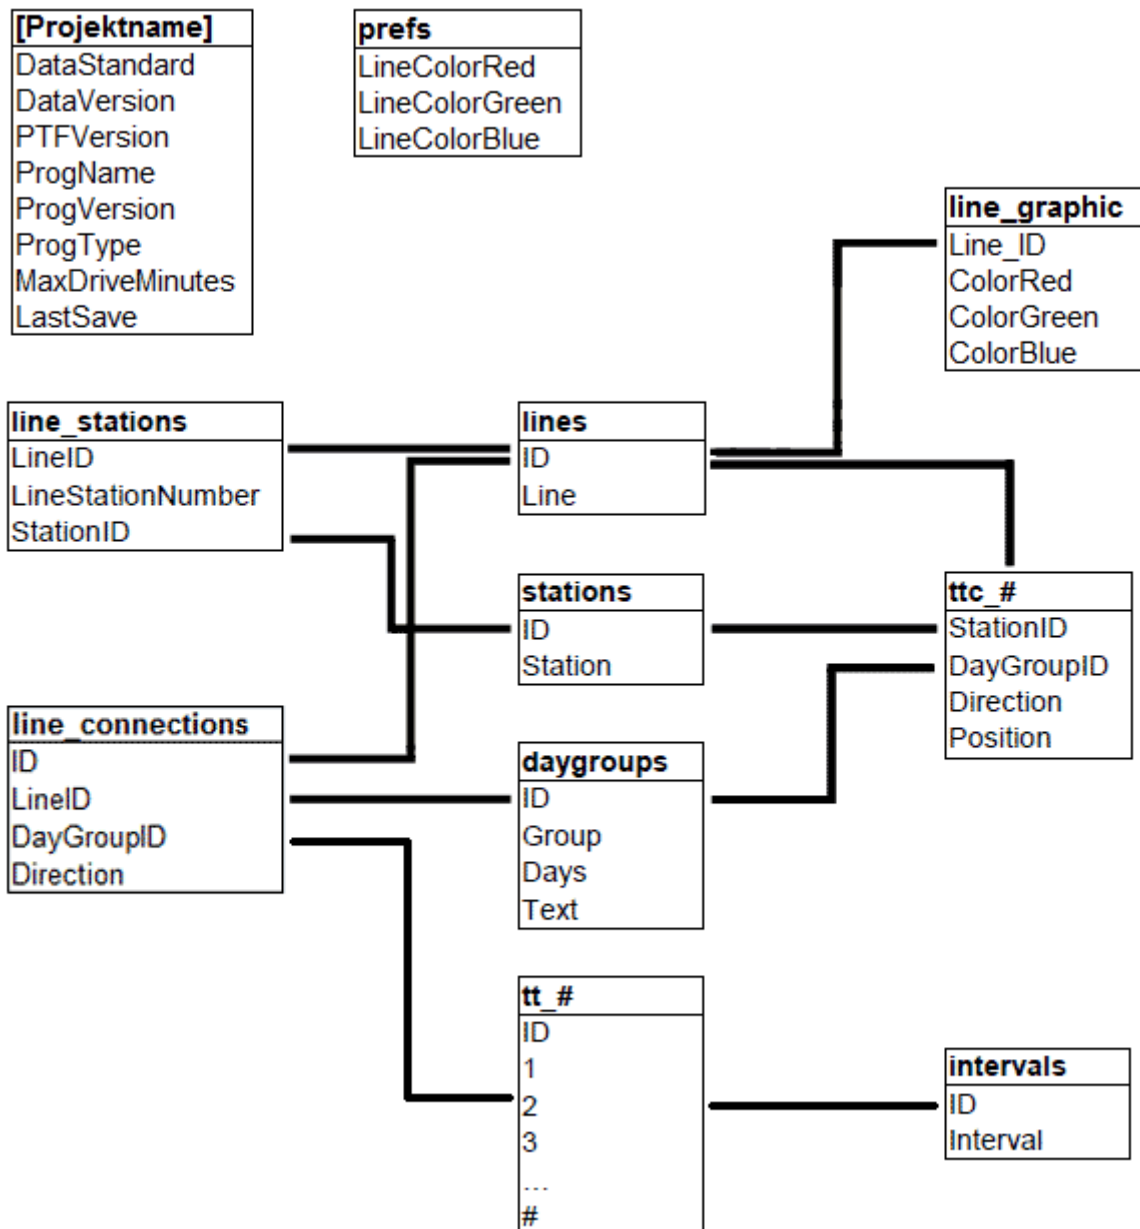 [Projektname]
DataStandard
DataVersion
PTFVersion
ProgName
ProgVersion
ProgType
MaxDriveMinutes
LastSave
prefs
LineColorRed
LineColorGreen
LineColorBlue
line_graphic
Line_ID
ColorRed
ColorGreen
ColorBlue
line_stations
LineID
LineStationNumber
StationID
lines
ID
Line
stations
ID
Station
ttc_#
StationID
DayGroupID
Direction
Position
line_connections
ID
LineID
DayGroupID
Direction
daygroups
ID
Group
Days
Text
tt_#
ID
1
2
3
...
#
intervals
ID
Interval